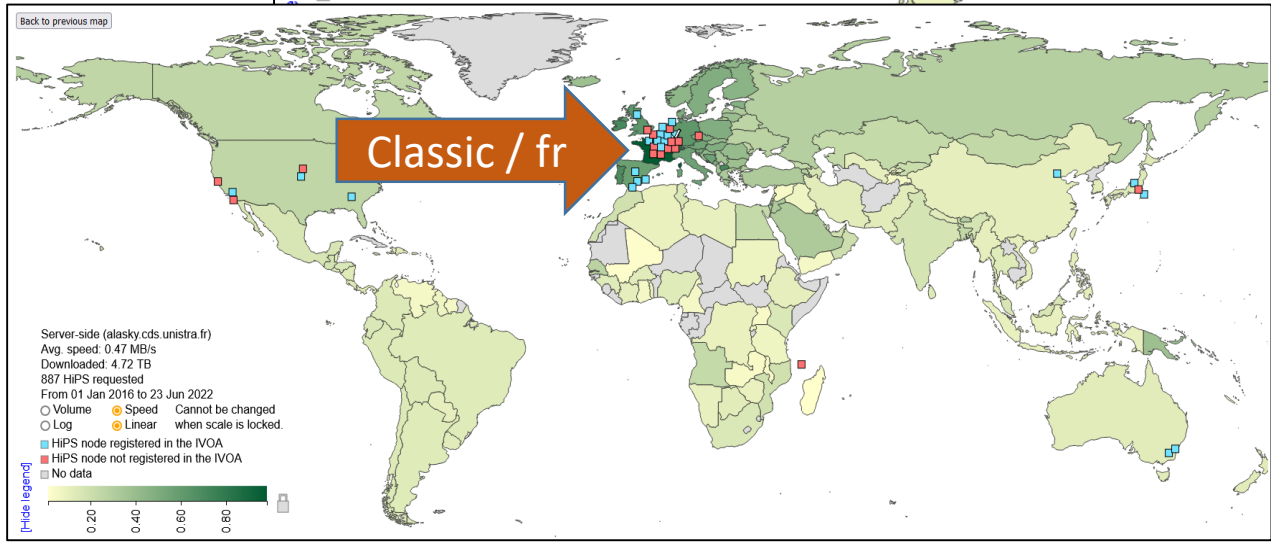 Back to previous map
Classic / fr
Server-side (alasky.cds.unistra.fr)
Avg. speed: 0.47 MB/s
Downloaded: 4.72 TB
887 HiPS requested
From 01 Jan 2016 to 23 Jun 2022
Volume Speed Cannot be changed
Log Linear when scale is locked.
HiPS node registered in the IVOA
HiPS node not registered in the IVOA
No data
[Hide legend]
0.20 0.40 0.60 0.80